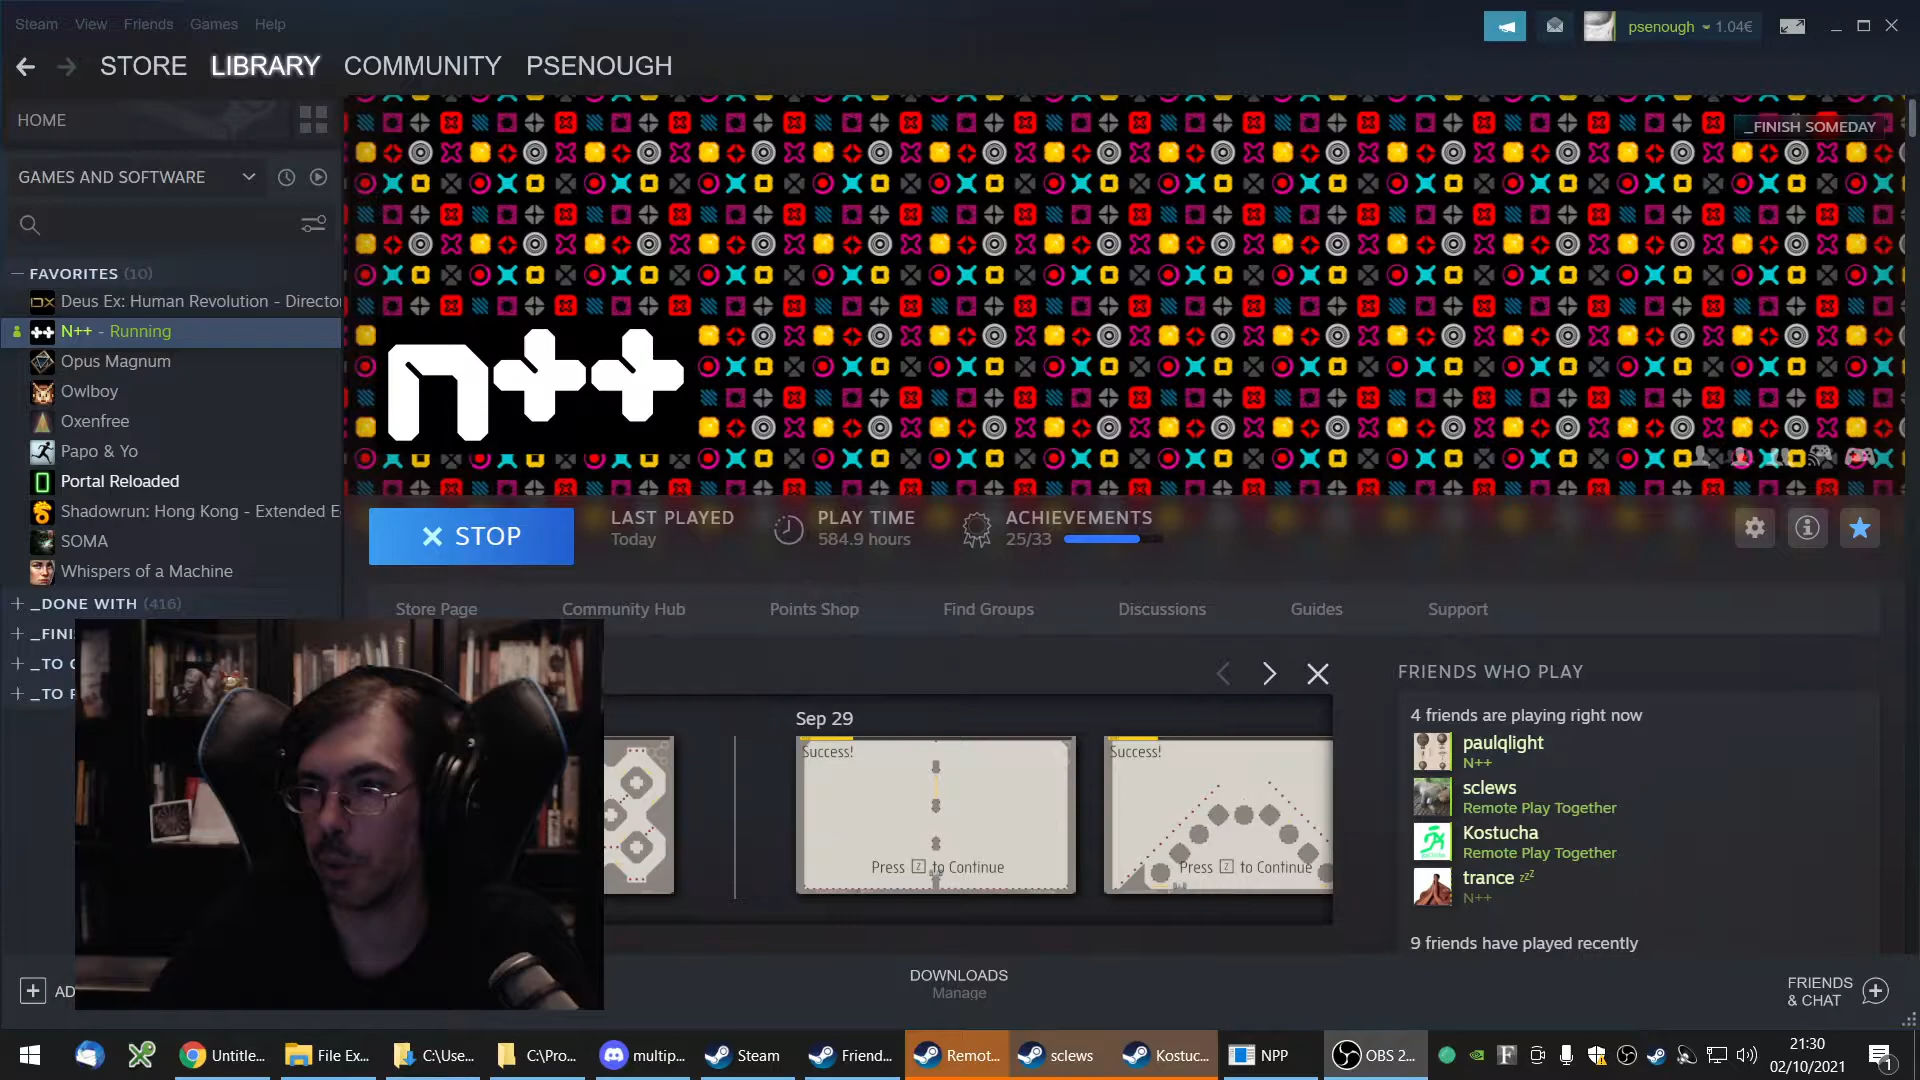 Steam View Friends Games Help
psenough 1.04€
STORE LIBRARY COMMUNITY PSENOUGH
HOME
_FINISH SOMEDAY
GAMES AND SOFTWARE
FAVORITES (10)
Deus Ex: Human Revolution - Director
N++ - Running
Opus Magnum
Owlboy
Oxenfree
Papo & Yo
Portal Reloaded
Shadowrun: Hong Kong - Extended E
SOMA
Whispers of a Machine
_DONE WITH (416)
_FINI
_TO
_TO
n++
STOP
LAST PLAYED
Today
PLAY TIME
584.9 hours
ACHIEVEMENTS
25/33
Store Page Community Hub Points Shop Find Groups Discussions Guides Support
Sep 29
Success!
Press Z to Continue
Success!
Press Z to Continue
FRIENDS WHO PLAY
4 friends are playing right now
paulqlight
N++
sclews
Remote Play Together
Kostucha
Remote Play Together
trance zzz
N++
9 friends have played recently
AD
DOWNLOADS
Manage
FRIENDS
& CHAT
Untitle... File Ex... C:\Use... C:\Pro... multip... Steam Friend... Remot... sclews Kostuc... NPP OBS 2...
21:30
02/10/2021
1